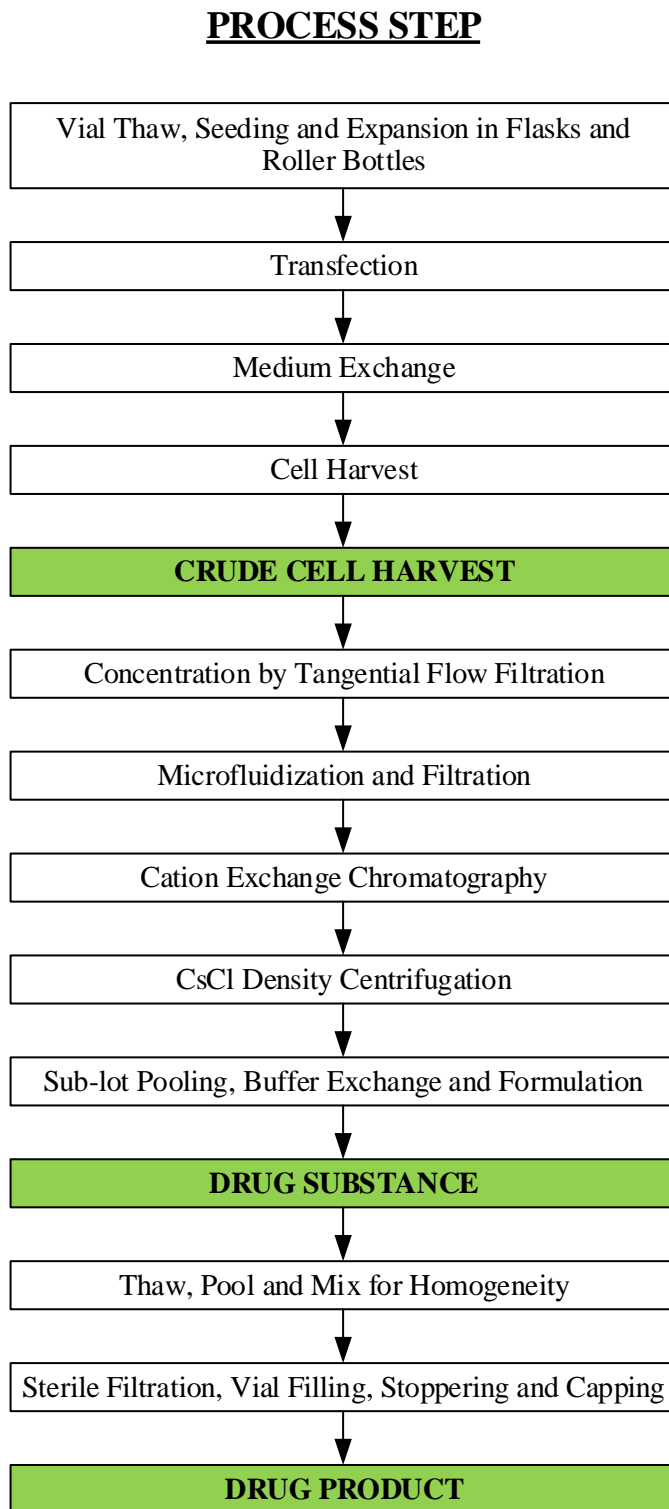 PROCESS STEP
Vial Thaw, Seeding and Expansion in Flasks and
Roller Bottles
Transfection
Medium Exchange
Cell Harvest
CRUDE CELL HARVEST
Concentration by Tangential Flow Filtration
Microfluidization and Filtration
Cation Exchange Chromatography
CsCl Density Centrifugation
Sub-lot Pooling, Buffer Exchange and Formulation
DRUG SUBSTANCE
Thaw, Pool and Mix for Homogeneity
Sterile Filtration, Vial Filling, Stoppering and Capping
DRUG PRODUCT